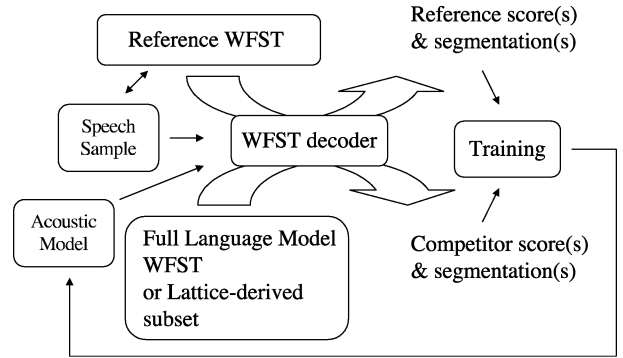 Reference WFST
Reference score(s)
& segmentation(s)
Speech
Sample
WFST decoder
Training
Acoustic
Model
Full Language Model
WFST
or Lattice-derived
subset
Competitor score(s)
& segmentation(s)